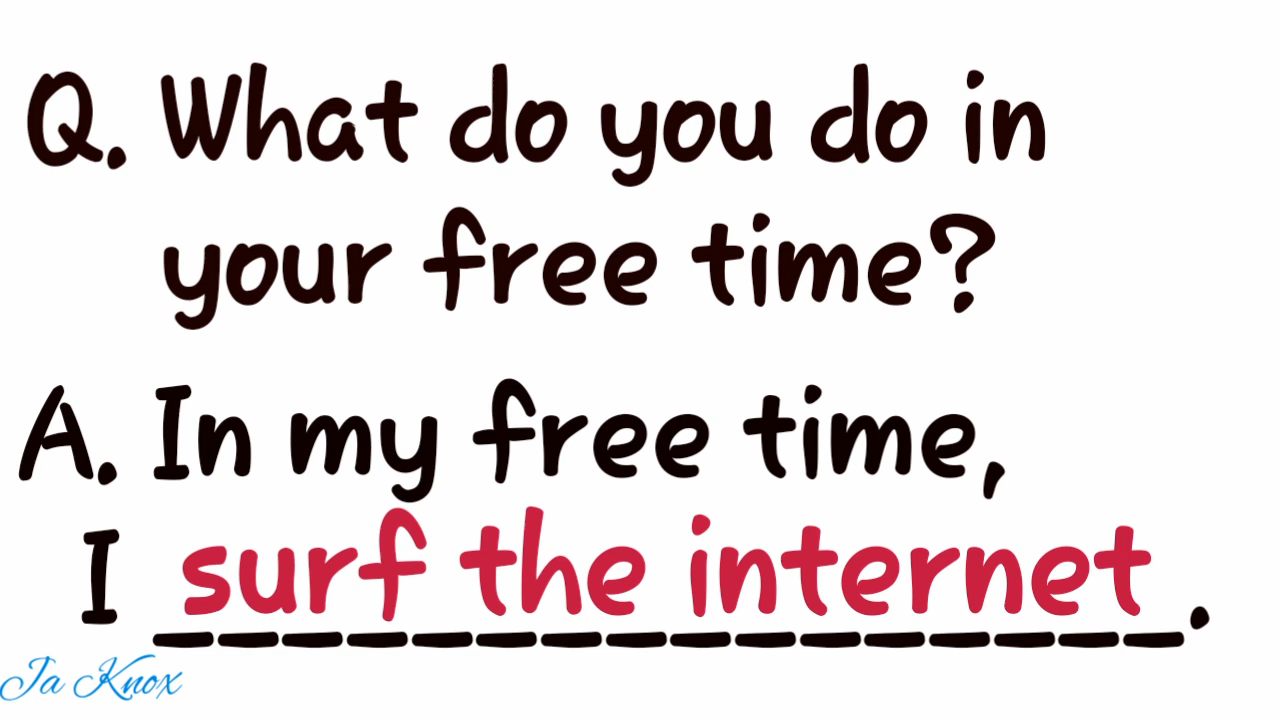 Q. What do you do in
your free time?
A. In my free time,
I surf the internet.
Ja Knox